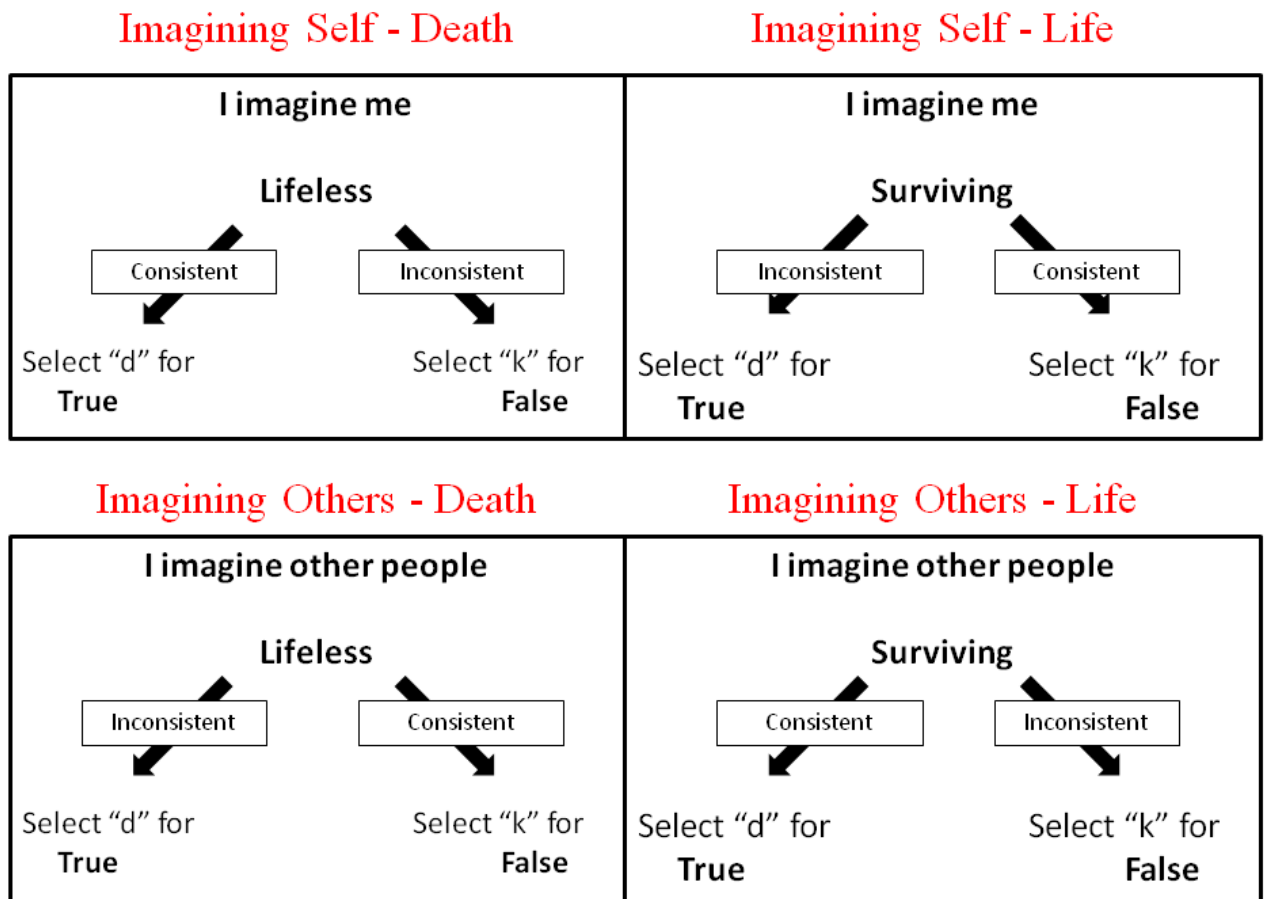 Imagining Self - Death
Imagining Self - Life
I imagine me
Lifeless
Consistent
Inconsistent
Select “d” for
True
Select “k” for
False
I imagine me
Surviving
Inconsistent
Consistent
Select “d” for
True
Select “k” for
False
Imagining Others - Death
Imagining Others - Life
I imagine other people
Lifeless
Inconsistent
Consistent
Select “d” for
True
Select “k” for
False
I imagine other people
Surviving
Consistent
Inconsistent
Select “d” for
True
Select “k” for
False